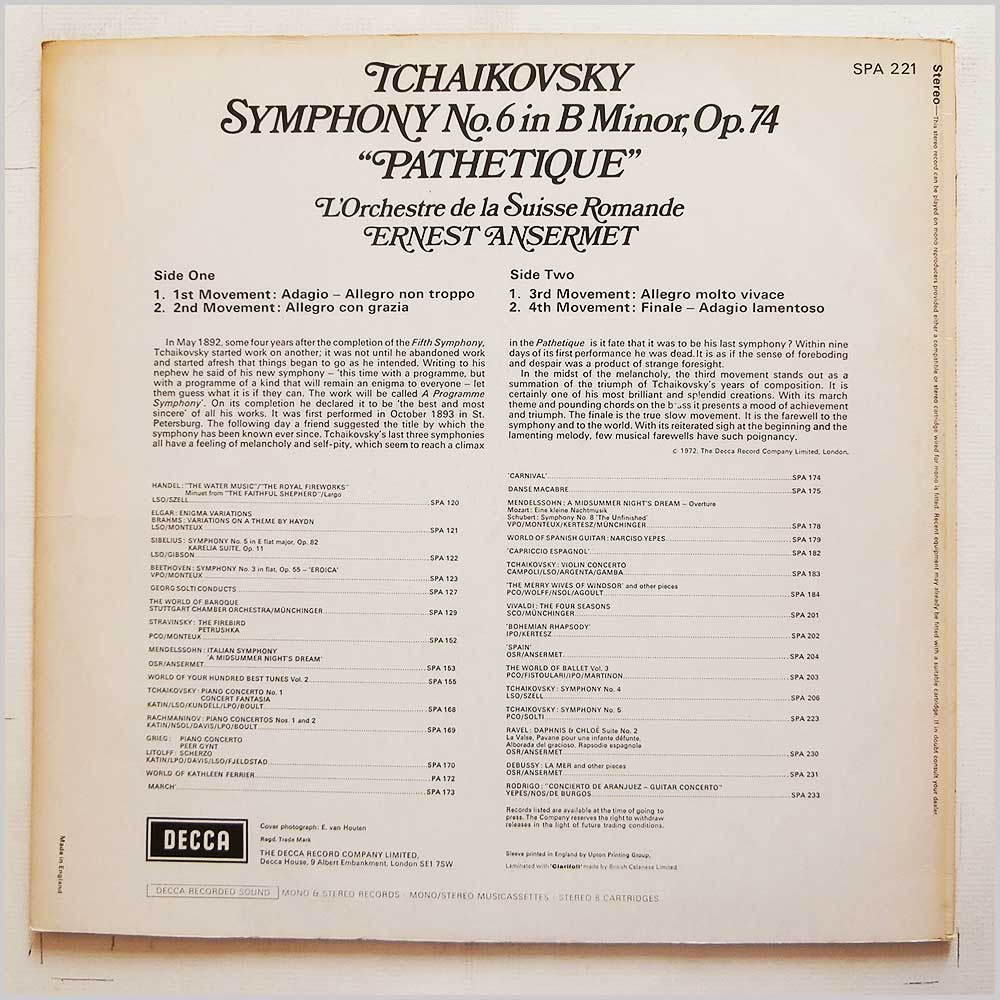 TCHAIKOVSKY
SYMPHONY No.6 in B Minor, Op.74
"PATHETIQUE"
L'Orchestre de la Suisse Romande
ERNEST ANSERMET
SPA 221
Side One
1. 1st Movement: Adagio – Allegro non troppo
2. 2nd Movement: Allegro con grazia
Side Two
1. 3rd Movement: Allegro molto vivace
2. 4th Movement: Finale – Adagio lamentoso
In May 1892, some four years after the completion of the Fifth Symphony,
Tchaikovsky started work on another; it was not until he abandoned work
and started afresh that things began to go as he intended. Writing to his
nephew he said of his new symphony – 'this time with a programme, but
with a programme of a kind that will remain an enigma to everyone – let
them guess what it is if they can. The work will be called A Programme
Symphony'. On its completion he declared it to be 'the best and most
sincere' of all his works. It was first performed in October 1893 in St.
Petersburg. The following day a friend suggested the title by which the
symphony has been known ever since. Tchaikovsky's last three symphonies
all have a feeling of melancholy and self-pity, which seem to reach a climax
in the Pathetique is it fate that it was to be his last symphony? Within nine
days of its first performance he was dead. It is as if the sense of foreboding
and despair was a product of strange foresight.
In the midst of the melancholy, the third movement stands out as a
summation of the triumph of Tchaikovsky's years of composition. It is
certainly one of his most brilliant and splendid creations. With its march
theme and pounding chords on the brass it presents a mood of achievement
and triumph. The finale is the true slow movement. It is the farewell to the
symphony and to the world. With its reiterated sigh at the beginning and the
lamenting melody, few musical farewells have such poignancy.
c 1972, The Decca Record Company Limited, London.
HANDEL: "THE WATER MUSIC"/"THE ROYAL FIREWORKS"
Minuet from "THE FAITHFUL SHEPHERD"/Largo
LSO/SZELL SPA 120
ELGAR: ENIGMA VARIATIONS
BRAHMS: VARIATIONS ON A THEME BY HAYDN
LSO/MONTEUX SPA 121
SIBELIUS: SYMPHONY No. 5 in E flat major, Op. 82
KARELIA SUITE, Op. 11
LSO/GIBSON SPA 122
BEETHOVEN: SYMPHONY No. 3 in flat, Op. 55 – 'EROICA'
VPO/MONTEUX SPA 123
GEORG SOLTI CONDUCTS SPA 127
THE WORLD OF BAROQUE
STUTTGART CHAMBER ORCHESTRA/MÜNCHINGER SPA 129
STRAVINSKY: THE FIREBIRD
PETRUSHKA
PCO/MONTEUX SPA 152
MENDELSSOHN: ITALIAN SYMPHONY
'A MIDSUMMER NIGHT'S DREAM'
OSR/ANSERMET SPA 153
WORLD OF YOUR HUNDRED BEST TUNES Vol. 2 SPA 155
TCHAIKOVSKY: PIANO CONCERTO No. 1
CONCERT FANTASIA
KATIN/LSO/KUNDELL/LPO/BOULT SPA 168
RACHMANINOV: PIANO CONCERTOS Nos. 1 and 2
KATIN/NSOL/DAVIS/LPO/BOULT SPA 169
GRIEG: PIANO CONCERTO
PEER GYNT
LITOLFF: SCHERZO
KATIN/LPO/DAVIS/LSO/FJELDSTAD SPA 170
WORLD OF KATHLEEN FERRIER PA 172
MARCH' SPA 173
'CARNIVAL' SPA 174
DANSE MACABRE SPA 175
MENDELSSOHN: A MIDSUMMER NIGHT'S DREAM – Overture
Mozart: Eine kleine Nachtmusik
Schubert: Symphony No. 8 'The Unfinished'
VPO/MONTEUX/KERTESZ/MÜNCHINGER SPA 178
WORLD OF SPANISH GUITAR: NARCISO YEPES SPA 179
'CAPRICCIO ESPAGNOL' SPA 182
TCHAIKOVSKY: VIOLIN CONCERTO
CAMPOLI/LSO/ARGENTA/GAMBA SPA 183
'THE MERRY WIVES OF WINDSOR' and other pieces
PCO/WOLFF/NSOL/AGOULT SPA 184
VIVALDI: THE FOUR SEASONS
SCO/MÜNCHINGER SPA 201
'BOHEMIAN RHAPSODY'
IPO/KERTESZ SPA 202
'SPAIN'
OSR/ANSERMET SPA 204
THE WORLD OF BALLET Vol. 3
PCO/FISTOULARI/IPO/MARTINON SPA 203
TCHAIKOVSKY: SYMPHONY No. 4
LSO/SZELL SPA 206
TCHAIKOVSKY: SYMPHONY No. 5
PCO/SOLTI SPA 223
RAVEL: DAPHNIS & CHLOÉ Suite No. 2
La Valse, Pavane pour une infante défunte,
Alborada del gracioso, Rapsodie espagnole
OSR/ANSERMET SPA 230
DEBUSSY: LA MER and other pieces
OSR/ANSERMET SPA 231
RODRIGO: "CONCIERTO DE ARANJUEZ – GUITAR CONCERTO"
YEPES/NOS/DE BURGOS SPA 233
Records listed are available at the time of going to
press. The Company reserves the right to withdraw
releases in the light of future trading conditions.
DECCA
Cover photograph: E. van Houten
Regd. Trade Mark
THE DECCA RECORD COMPANY LIMITED,
Decca House, 9 Albert Embankment, London SE1 7SW
Sleeve printed in England by Upton Printing Group.
Laminated with 'Clarifoil' made by British Celanese Limited.
DECCA RECORDED SOUND MONO & STEREO RECORDS · MONO/STEREO MUSICASSETTES · STEREO 8 CARTRIDGES
Made in England
Stereo—This stereo record can be played on mono reproducers provided either a compatible or stereo cartridge wired for mono is fitted. Recent equipment may already be fitted with a suitable cartridge. If in doubt consult your dealer.